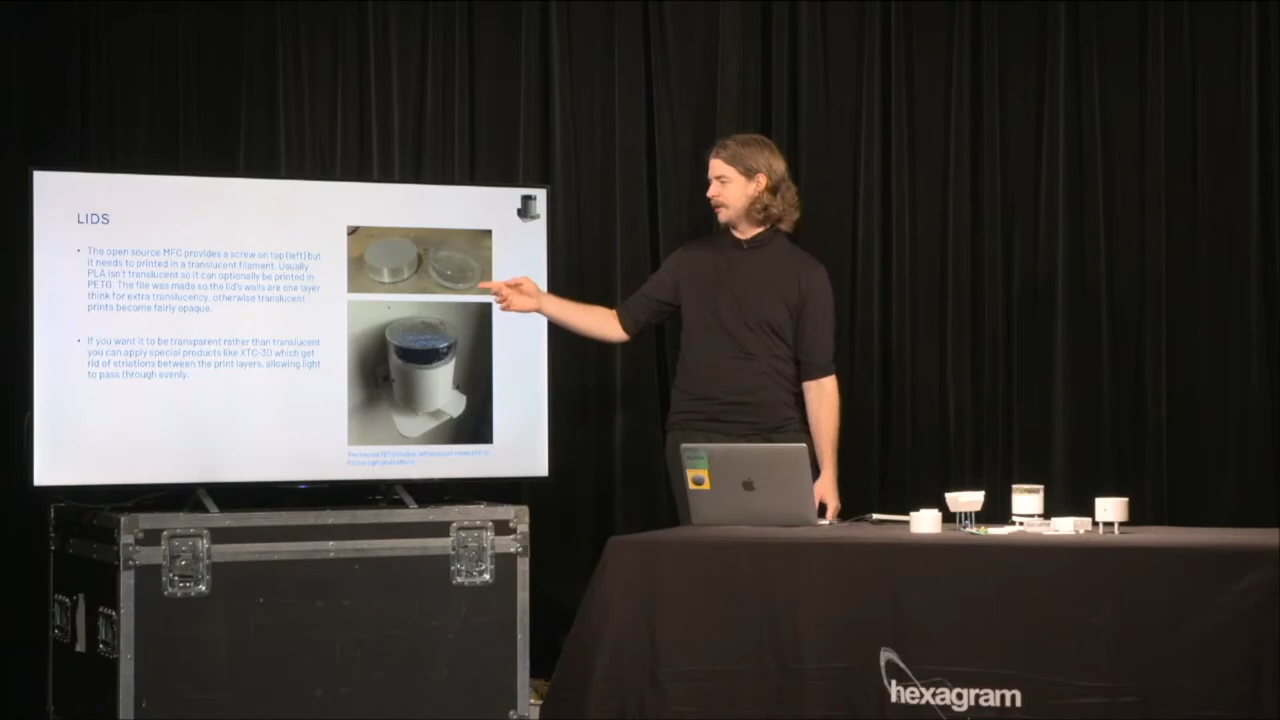 LIDS
• The open source MFC provides a screw on top (left) but
it needs to printed in a translucent filament. Usually
PLA isn't translucent so it can optionally be printed in
PETG. The file was made so the lid's walls are one layer
think for extra translucency, otherwise translucent
prints become fairly opaque.
• If you want it to be transparent rather than translucent
you can apply special products like XTC-3D which get
rid of striations between the print layers, allowing light
to pass through evenly.
hexagram